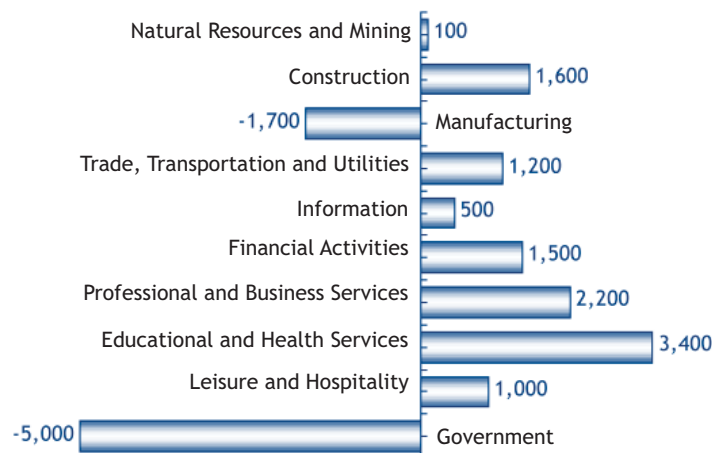 Natural Resources and Mining 100
Construction 1,600
-1,700 Manufacturing
Trade, Transportation and Utilities 1,200
Information 500
Financial Activities 1,500
Professional and Business Services 2,200
Educational and Health Services 3,400
Leisure and Hospitality 1,000
-5,000 Government